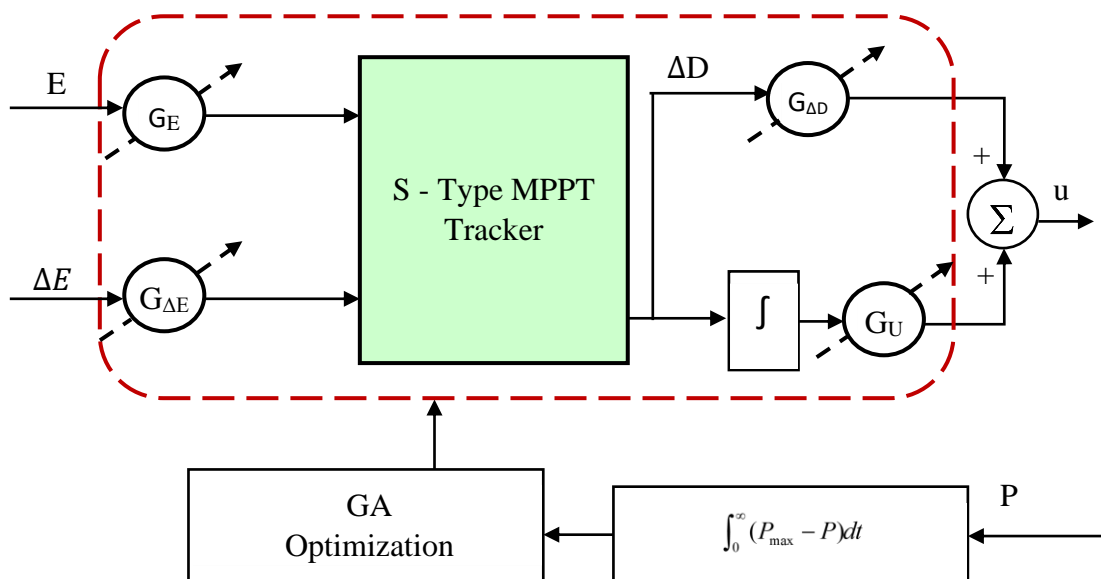 E
G_E
ΔE
G_ΔE
S - Type MPPT
Tracker
ΔD
G_ΔD
∫
G_U
+
Σ
+
u
GA
Optimization
∫_0^∞ (P_max − P)dt
P